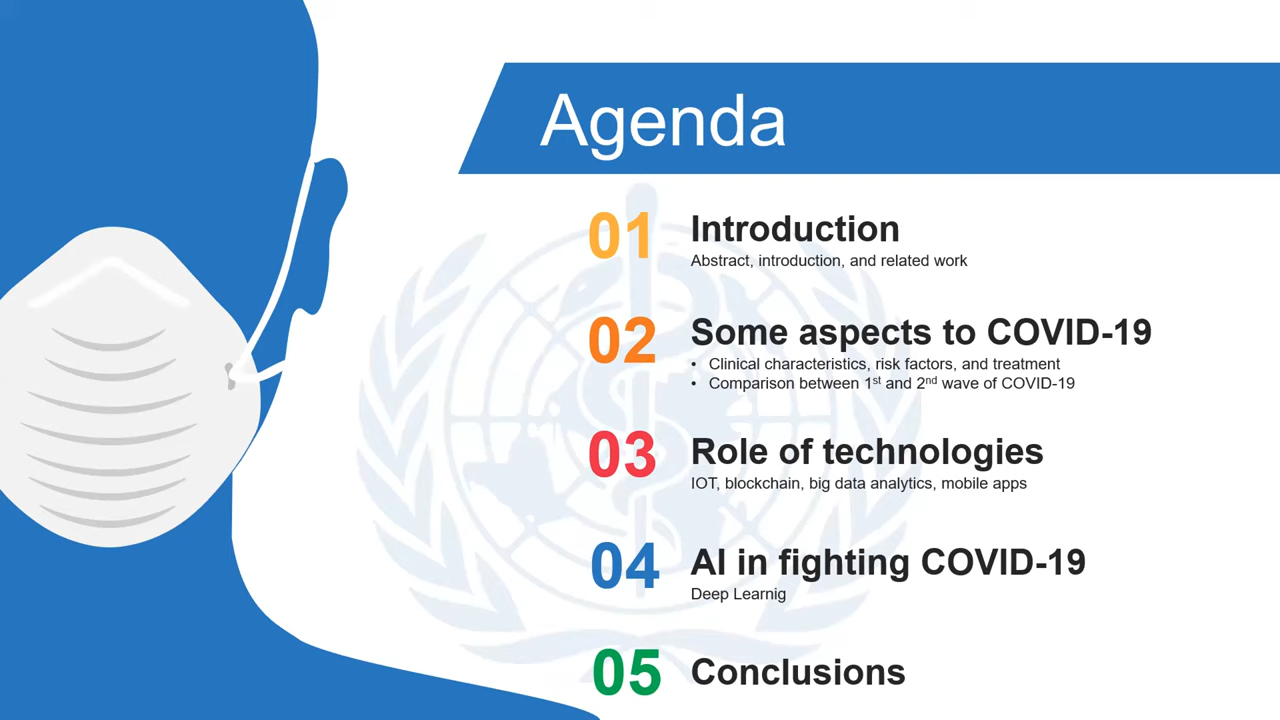 Agenda
01
Introduction
Abstract, introduction, and related work
02
Some aspects to COVID-19
• Clinical characteristics, risk factors, and treatment
• Comparison between 1st and 2nd wave of COVID-19
03
Role of technologies
IOT, blockchain, big data analytics, mobile apps
04
AI in fighting COVID-19
Deep Learnig
05
Conclusions